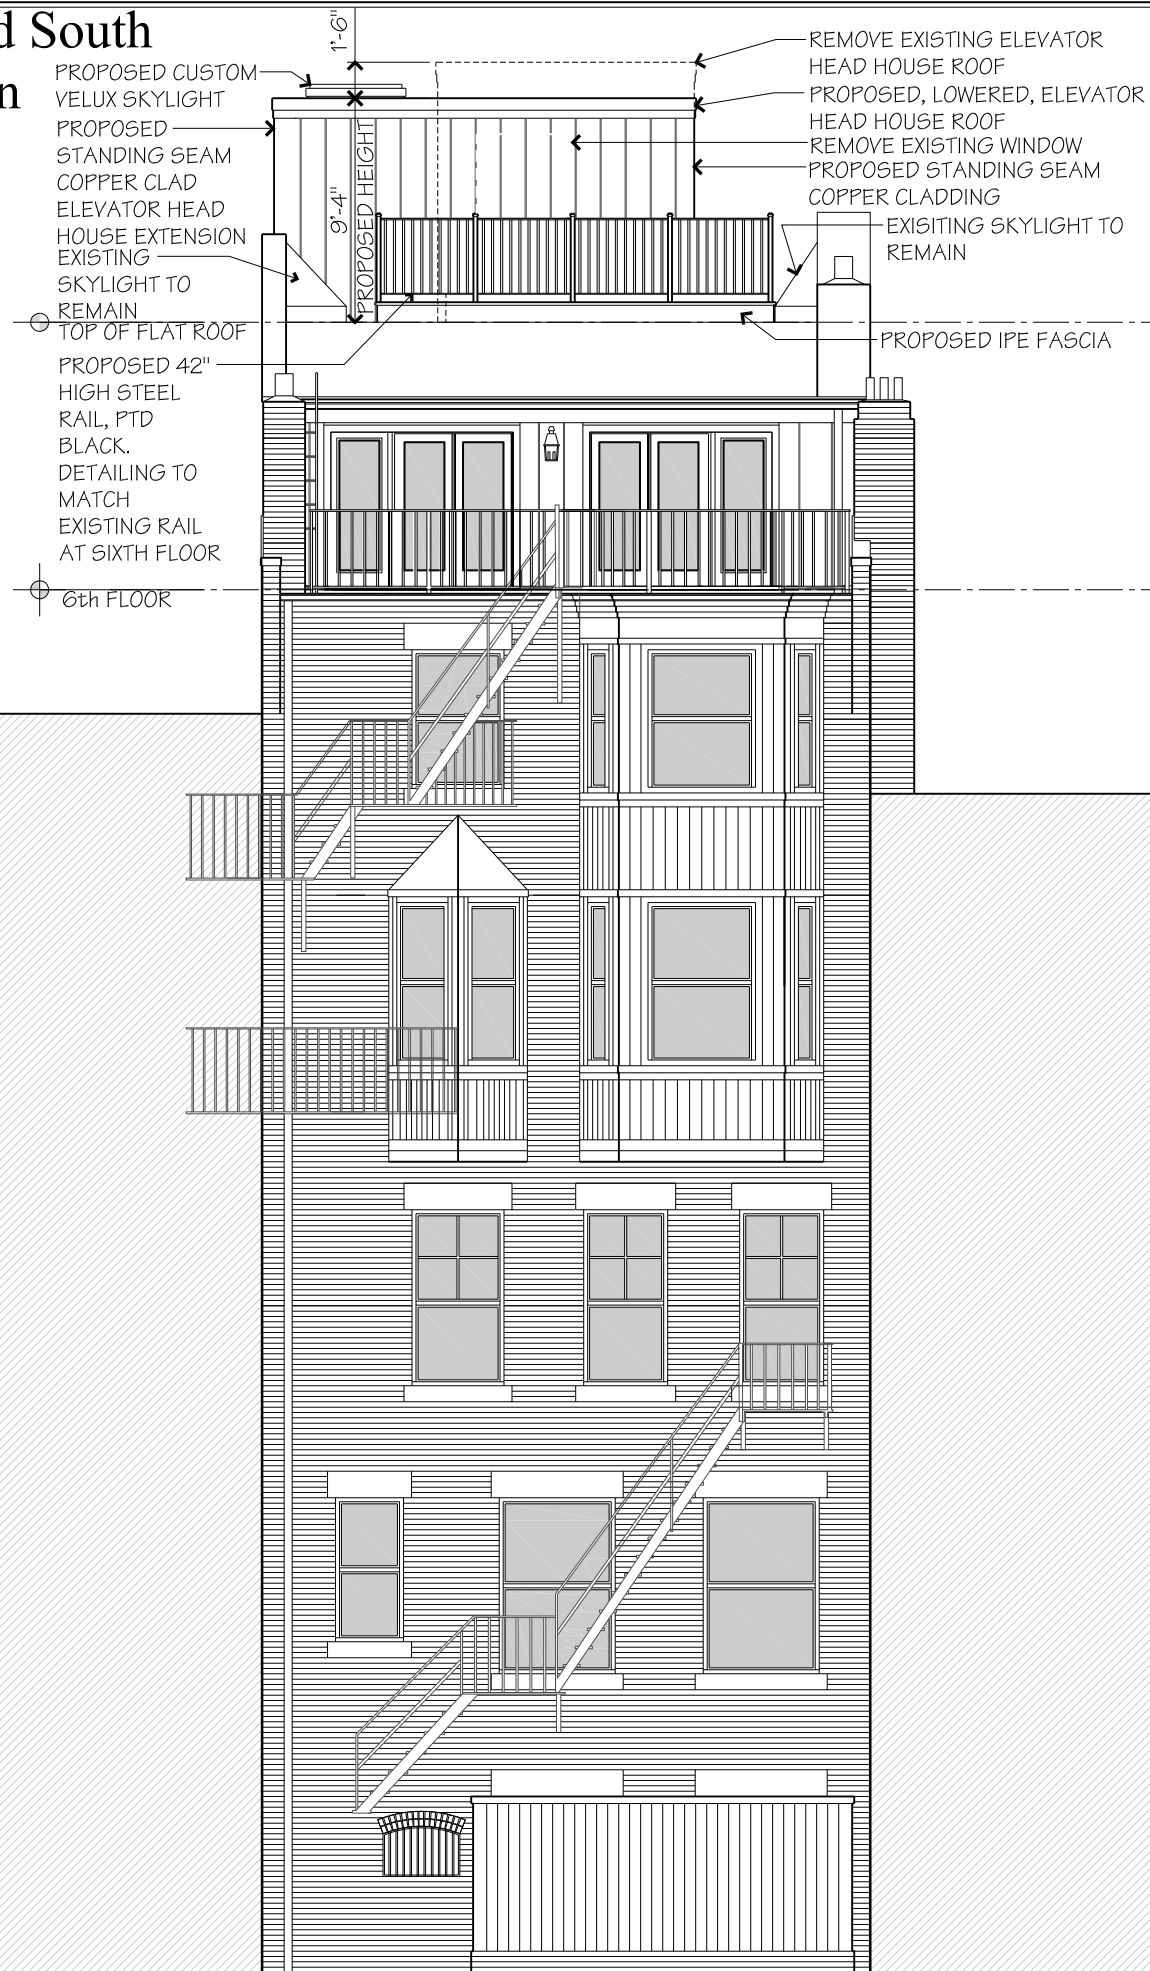 d South
n
1'-6"
PROPOSED CUSTOM
VELUX SKYLIGHT
PROPOSED
STANDING SEAM
COPPER CLAD
ELEVATOR HEAD
HOUSE EXTENSION
EXISTING
SKYLIGHT TO
REMAIN
TOP OF FLAT ROOF
PROPOSED 42"
HIGH STEEL
RAIL, PTD
BLACK.
DETAILING TO
MATCH
EXISTING RAIL
AT SIXTH FLOOR
6th FLOOR
9'-4"
PROPOSED HEIGHT
REMOVE EXISTING ELEVATOR
HEAD HOUSE ROOF
PROPOSED, LOWERED, ELEVATOR
HEAD HOUSE ROOF
REMOVE EXISTING WINDOW
PROPOSED STANDING SEAM
COPPER CLADDING
EXISITING SKYLIGHT TO
REMAIN
PROPOSED IPE FASCIA